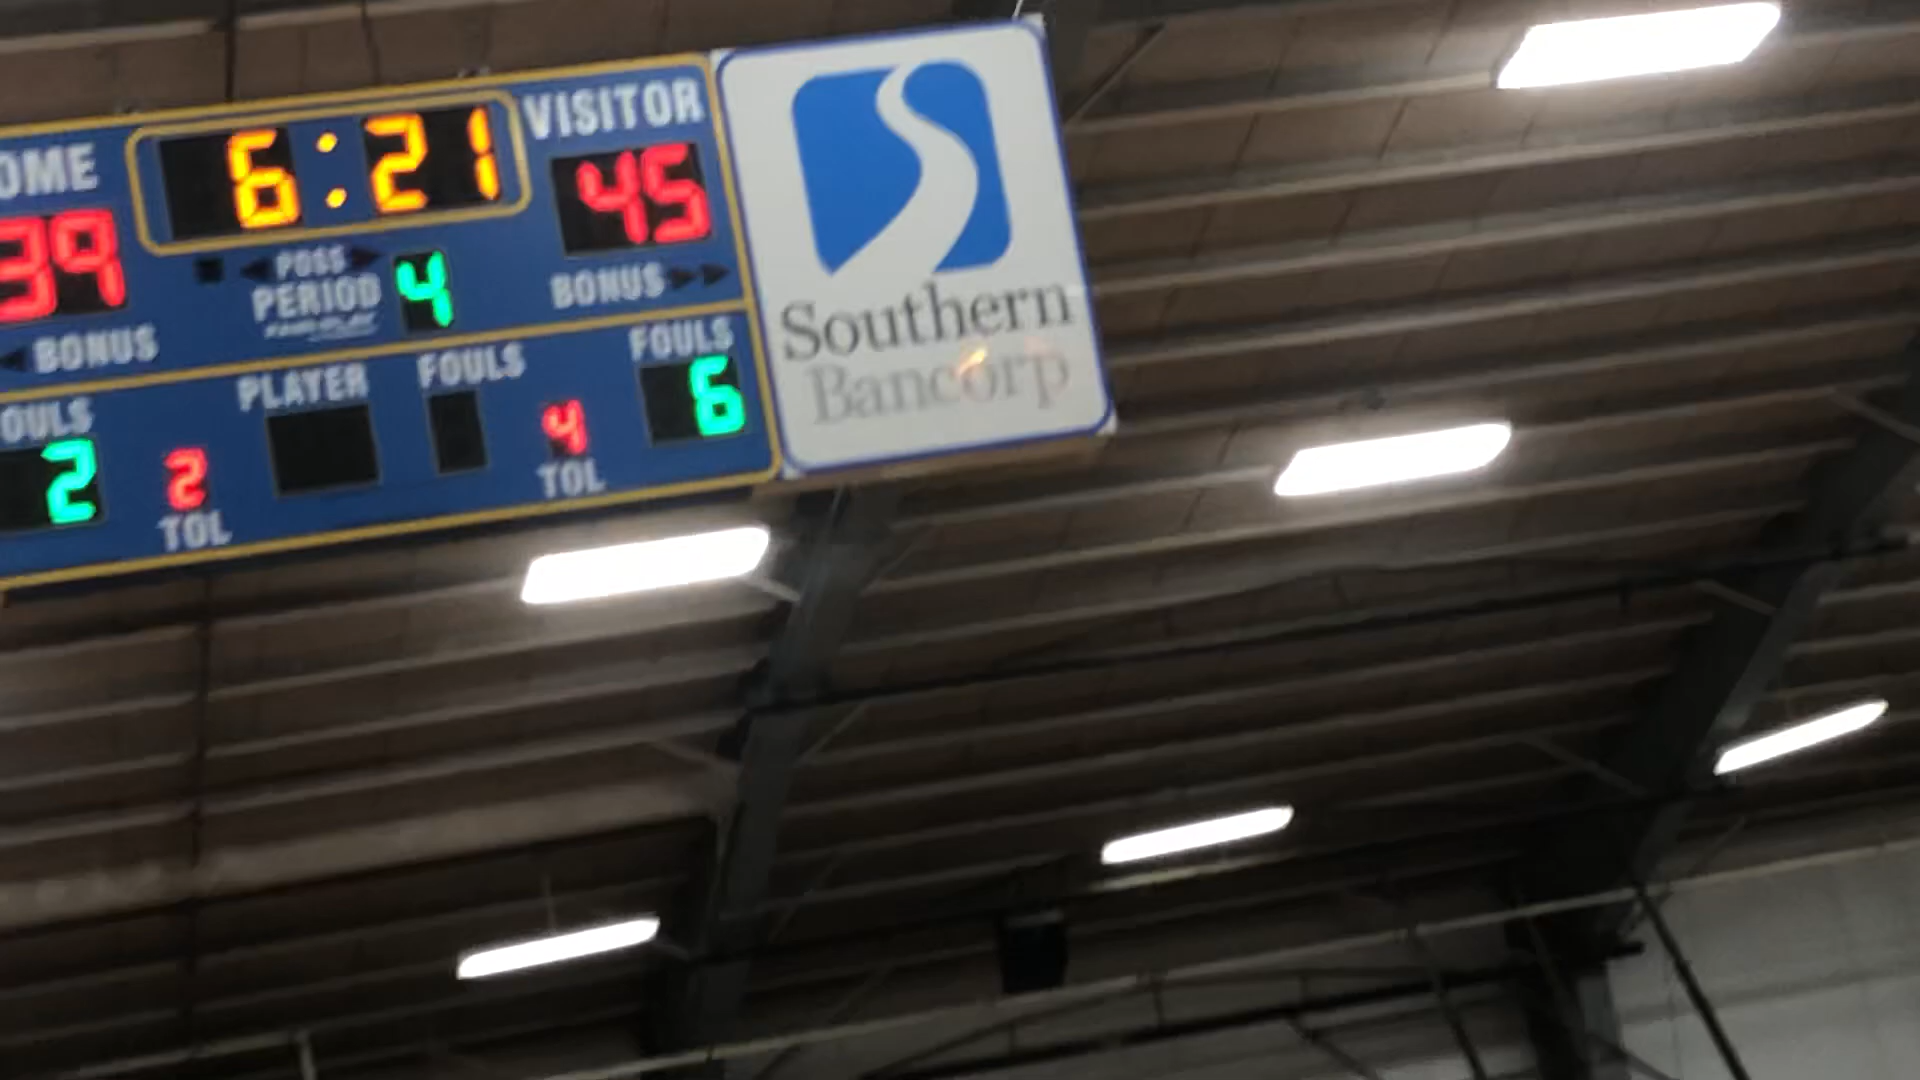 OME 6:21 VISITOR
39 45
POSS
PERIOD 4
BONUS BONUS
OULS PLAYER FOULS FOULS
2 2 4 6
TOL TOL
Southern
Bancorp